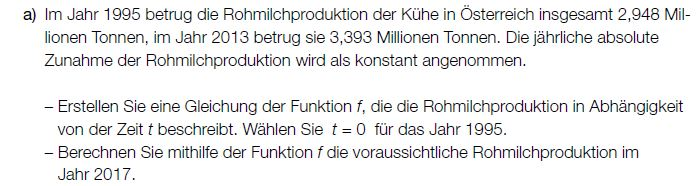 a) Im Jahr 1995 betrug die Rohmilchproduktion der Kühe in Österreich insgesamt 2,948 Mil-
lionen Tonnen, im Jahr 2013 betrug sie 3,393 Millionen Tonnen. Die jährliche absolute
Zunahme der Rohmilchproduktion wird als konstant angenommen.
– Erstellen Sie eine Gleichung der Funktion f, die die Rohmilchproduktion in Abhängigkeit
von der Zeit t beschreibt. Wählen Sie t = 0 für das Jahr 1995.
– Berechnen Sie mithilfe der Funktion f die voraussichtliche Rohmilchproduktion im
Jahr 2017.